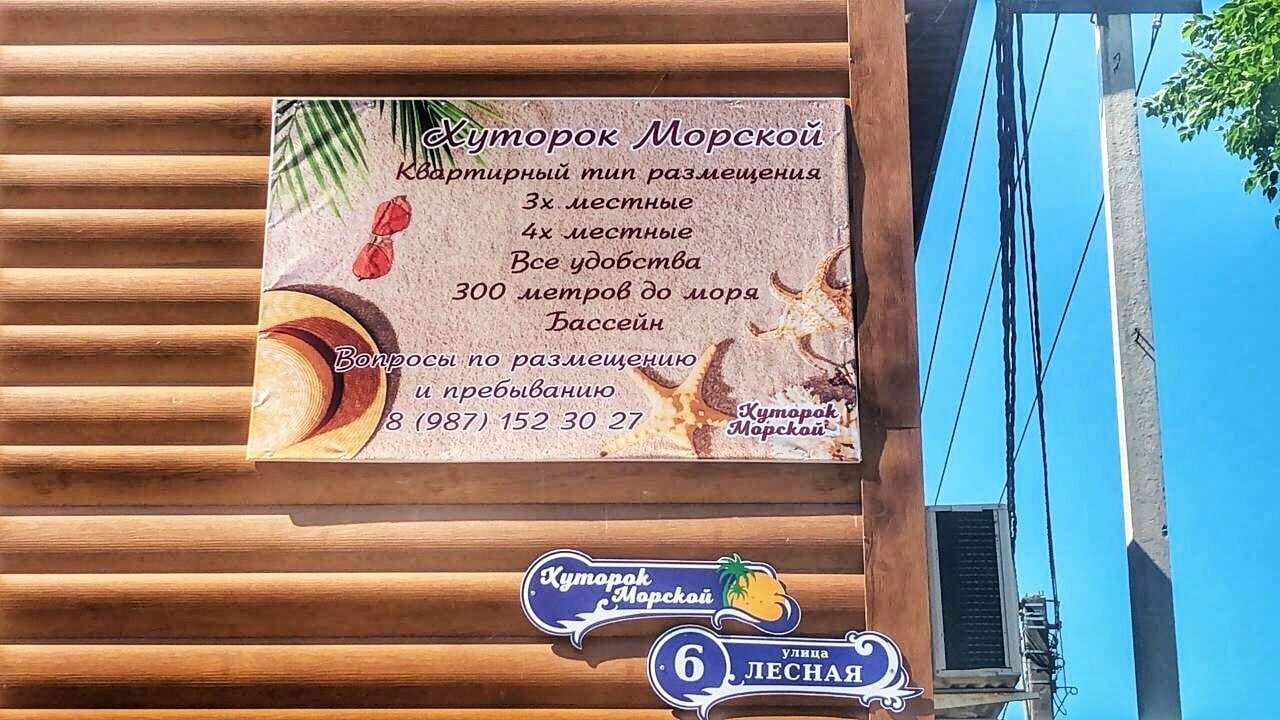 Хуторок Морской
Квартирный тип размещения
3х местные
4х местные
Все удобства
300 метров до моря
Бассейн
Вопросы по размещению
и пребыванию
8 (987) 152 30 27
Хуторок
Морской²
Хуторок
Морской
6
улица
ЛЕСНАЯ